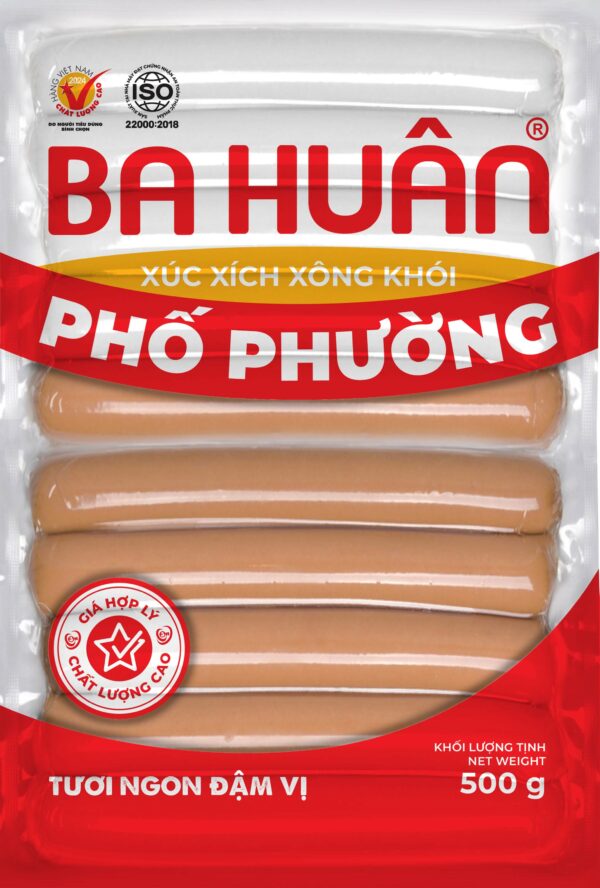 HÀNG VIỆT NAM
2024
CHẤT LƯỢNG CAO
DO NGƯỜI TIÊU DÙNG
BÌNH CHỌN
ISO
22000:2018
BA HUÂN®
XÚC XÍCH XÔNG KHÓI
PHỐ PHƯỜNG
GIÁ HỢP LÝ
CHẤT LƯỢNG CAO
TƯƠI NGON ĐẬM VỊ
KHỐI LƯỢNG TỊNH
NET WEIGHT
500 g